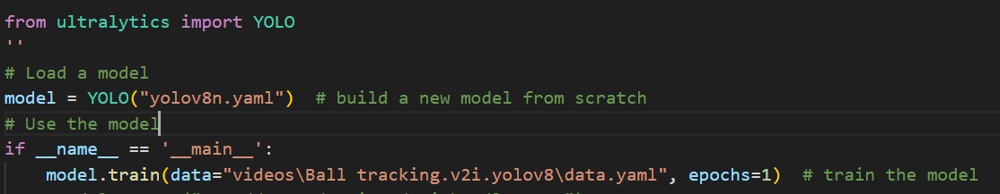 from ultralytics import YOLO
''
# Load a model
model = YOLO("yolov8n.yaml")  # build a new model from scratch
# Use the model
if __name__ == '__main__':
    model.train(data="videos\Ball tracking.v2i.yolov8\data.yaml", epochs=1)  # train the model